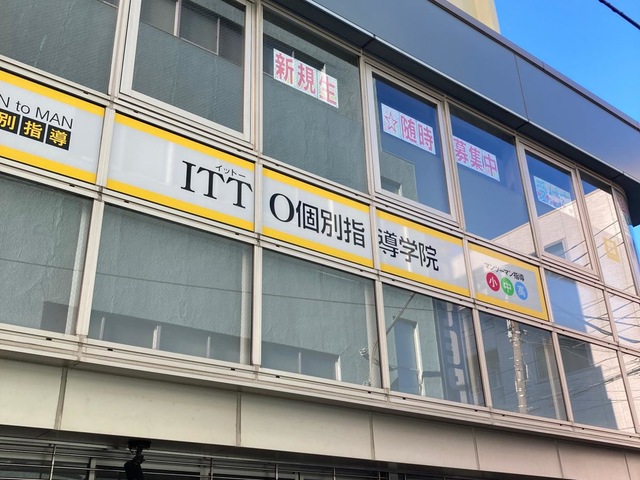 新規生
☆随時
募集中
N to MAN
別指導
イットー
ITTO個別指導学院
マンツーマン指導
小中高